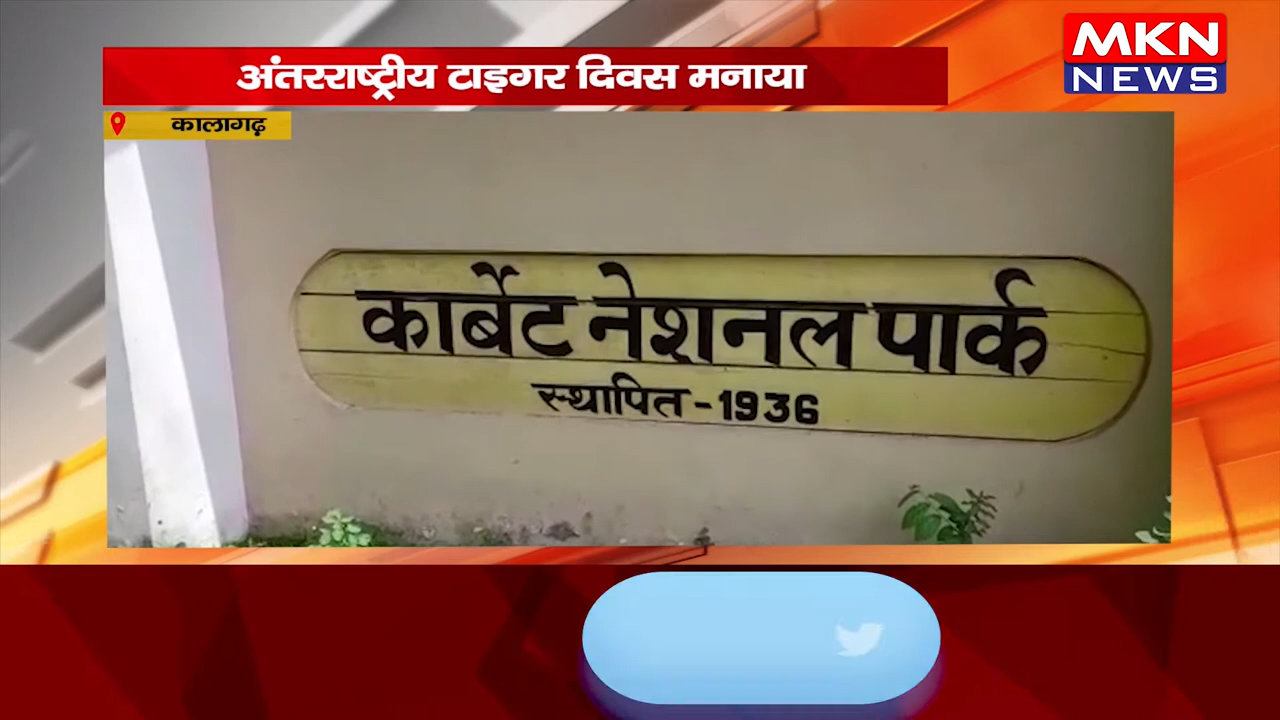 अंतरराष्ट्रीय टाइगर दिवस मनाया
MKN
NEWS
कालागढ़
कार्बेट नेशनल पार्क
स्थापित - 1936